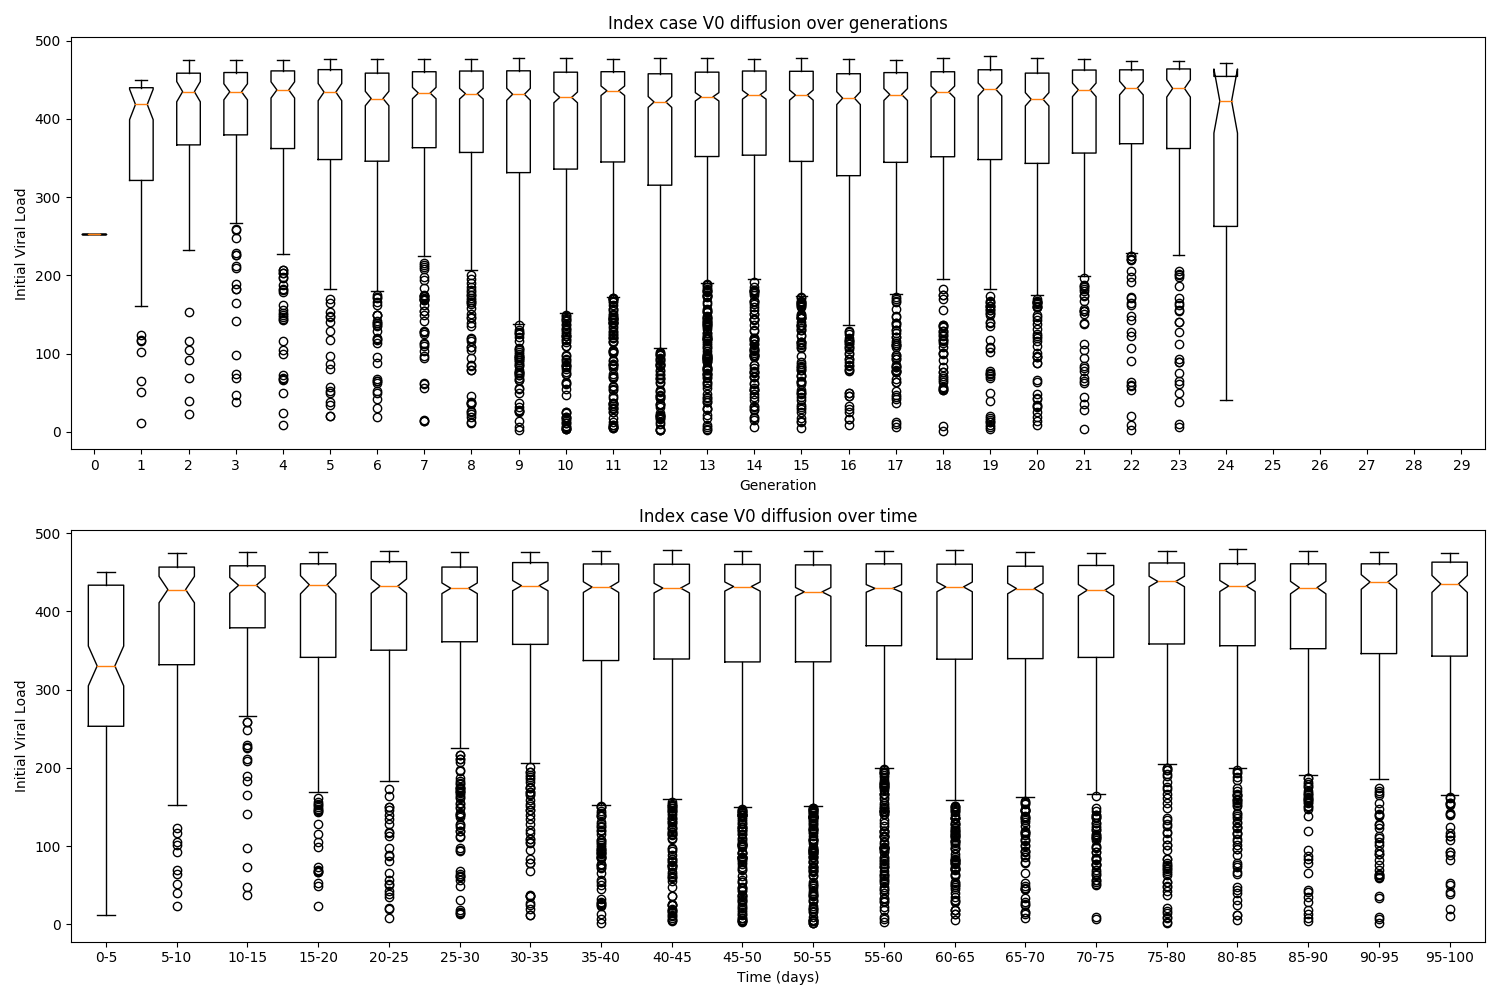 Index case V0 diffusion over generations
500
400
300
200
100
0
Initial Viral Load
0 1 2 3 4 5 6 7 8 9 10 11 12 13 14 15 16 17 18 19 20 21 22 23 24 25 26 27 28 29
Generation
Index case V0 diffusion over time
500
400
300
200
100
0
Initial Viral Load
0-5 5-10 10-15 15-20 20-25 25-30 30-35 35-40 40-45 45-50 50-55 55-60 60-65 65-70 70-75 75-80 80-85 85-90 90-95 95-100
Time (days)